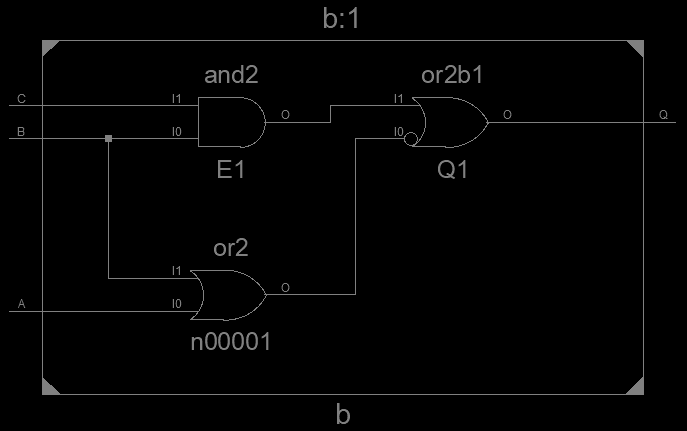 b:1
and2
or2b1
C
I1
O
I1
O
Q
B
I0
I0
E1
Q1
or2
I1
O
A
I0
n00001
b